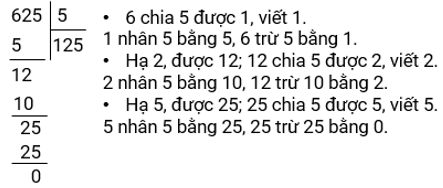 625 5
5 125
12
10
25
25
0
• 6 chia 5 được 1, viết 1.
1 nhân 5 bằng 5, 6 trừ 5 bằng 1.
• Hạ 2, được 12; 12 chia 5 được 2, viết 2.
2 nhân 5 bằng 10, 12 trừ 10 bằng 2.
• Hạ 5, được 25; 25 chia 5 được 5, viết 5.
5 nhân 5 bằng 25, 25 trừ 25 bằng 0.